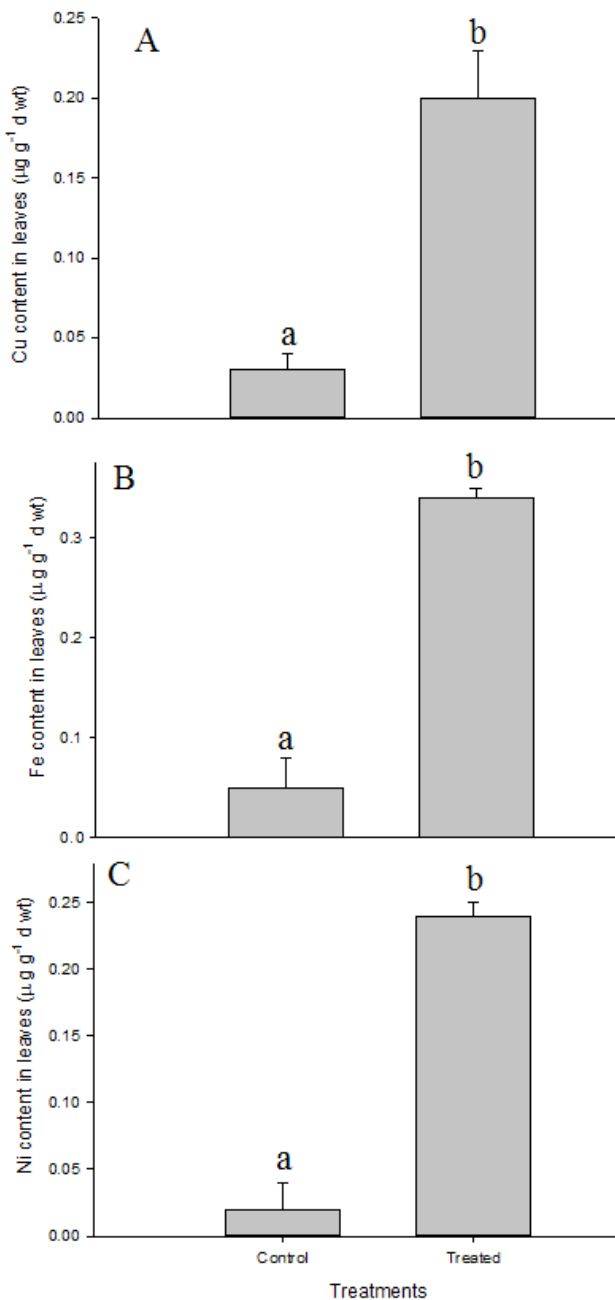 A
b
0.25
0.20
0.15
0.10
0.05
0.00
Cu content in leaves (µg g⁻¹ d wt)
a
B
b
0.3
0.2
0.1
0.0
Fe content in leaves (µg g⁻¹ d wt)
a
C
b
0.25
0.20
0.15
0.10
0.05
0.00
Ni content in leaves (µg g⁻¹ d wt)
a
Control Treated
Treatments